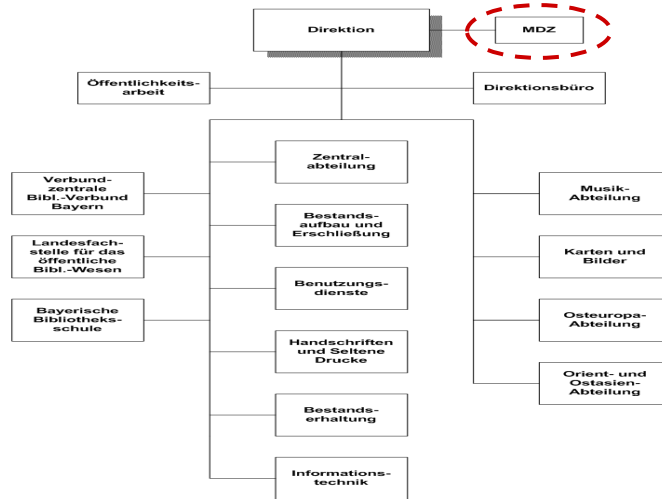 Direktion
MDZ
Öffentlichkeits-
arbeit
Direktionsbüro
Zentral-
abteilung
Verbund-
zentrale
Bibl.-Verbund
Bayern
Musik-
Abteilung
Bestands-
aufbau und
Erschließung
Landesfach-
stelle für das
öffentliche
Bibl.-Wesen
Karten und
Bilder
Benutzungs-
dienste
Bayerische
Bibliotheks-
schule
Osteuropa-
Abteilung
Handschriften
und Seltene
Drucke
Orient- und
Ostasien-
Abteilung
Bestands-
erhaltung
Informations-
technik